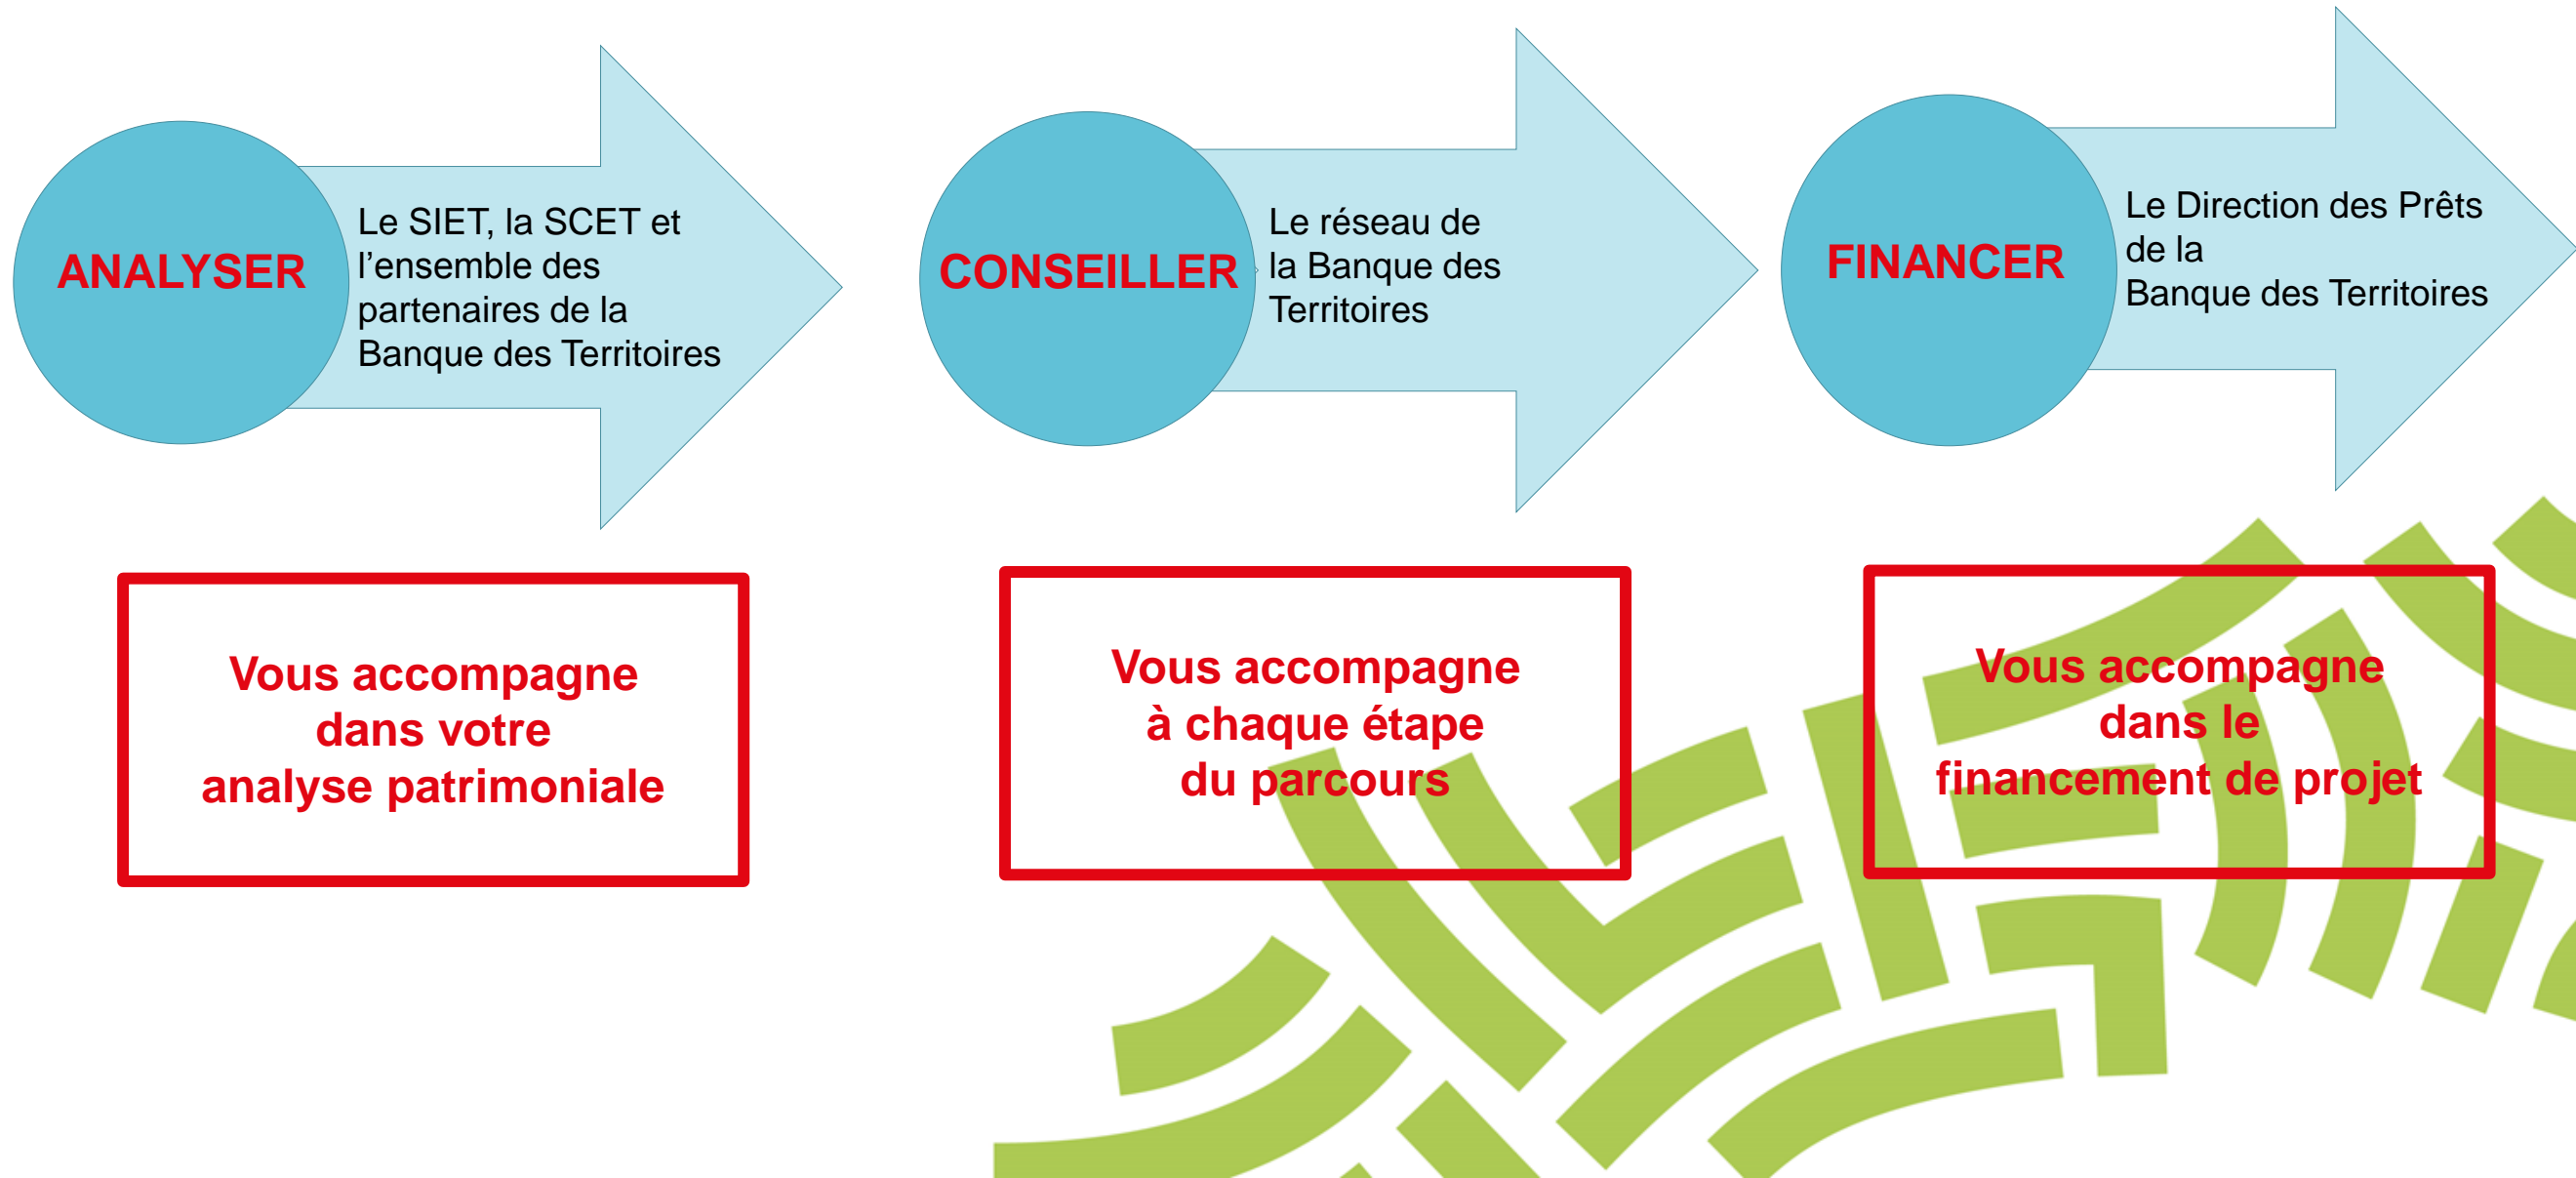 ANALYSER
Le SIET, la SCET et
l’ensemble des
partenaires de la
Banque des Territoires
CONSEILLER
Le réseau de
la Banque des
Territoires
FINANCER
Le Direction des Prêts
de la
Banque des Territoires
Vous accompagne
dans votre
analyse patrimoniale
Vous accompagne
à chaque étape
du parcours
Vous accompagne
dans le
financement de projet